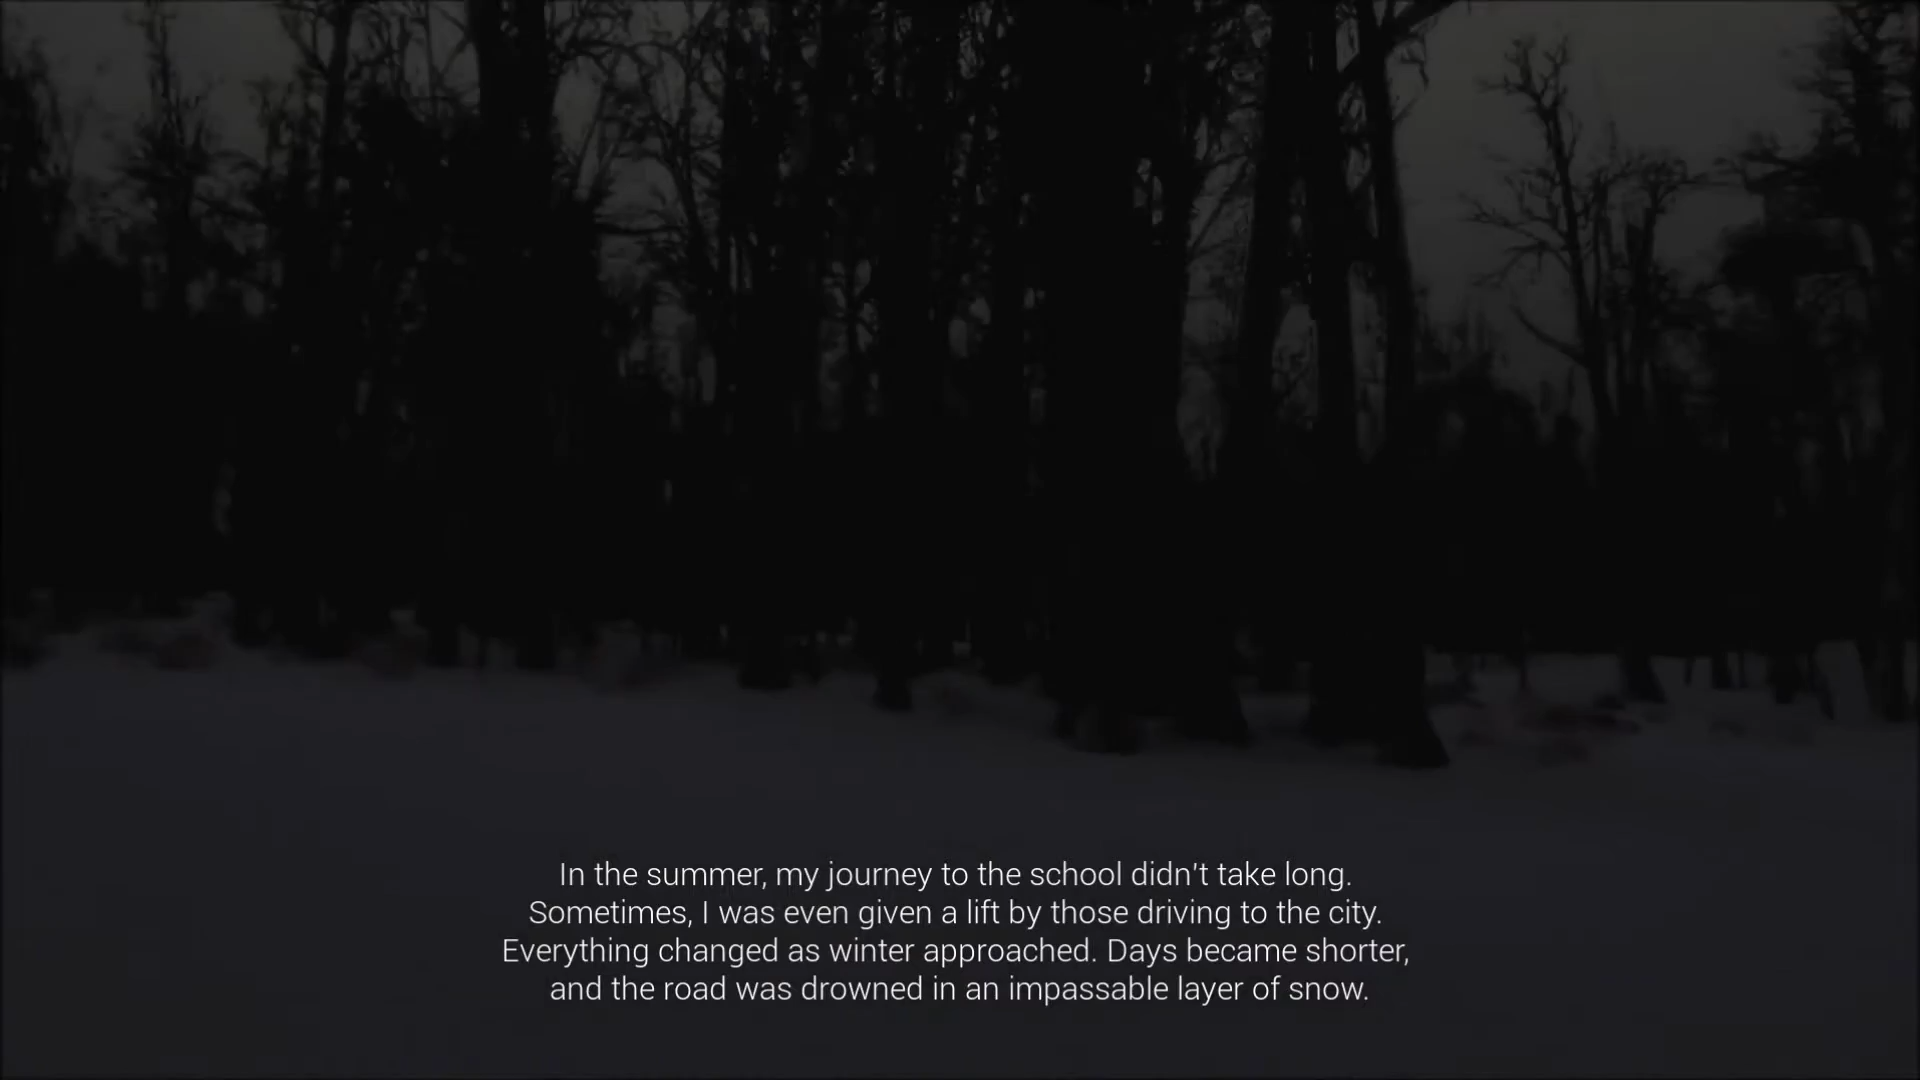 In the summer, my journey to the school didn't take long.
Sometimes, I was even given a lift by those driving to the city.
Everything changed as winter approached. Days became shorter,
and the road was drowned in an impassable layer of snow.